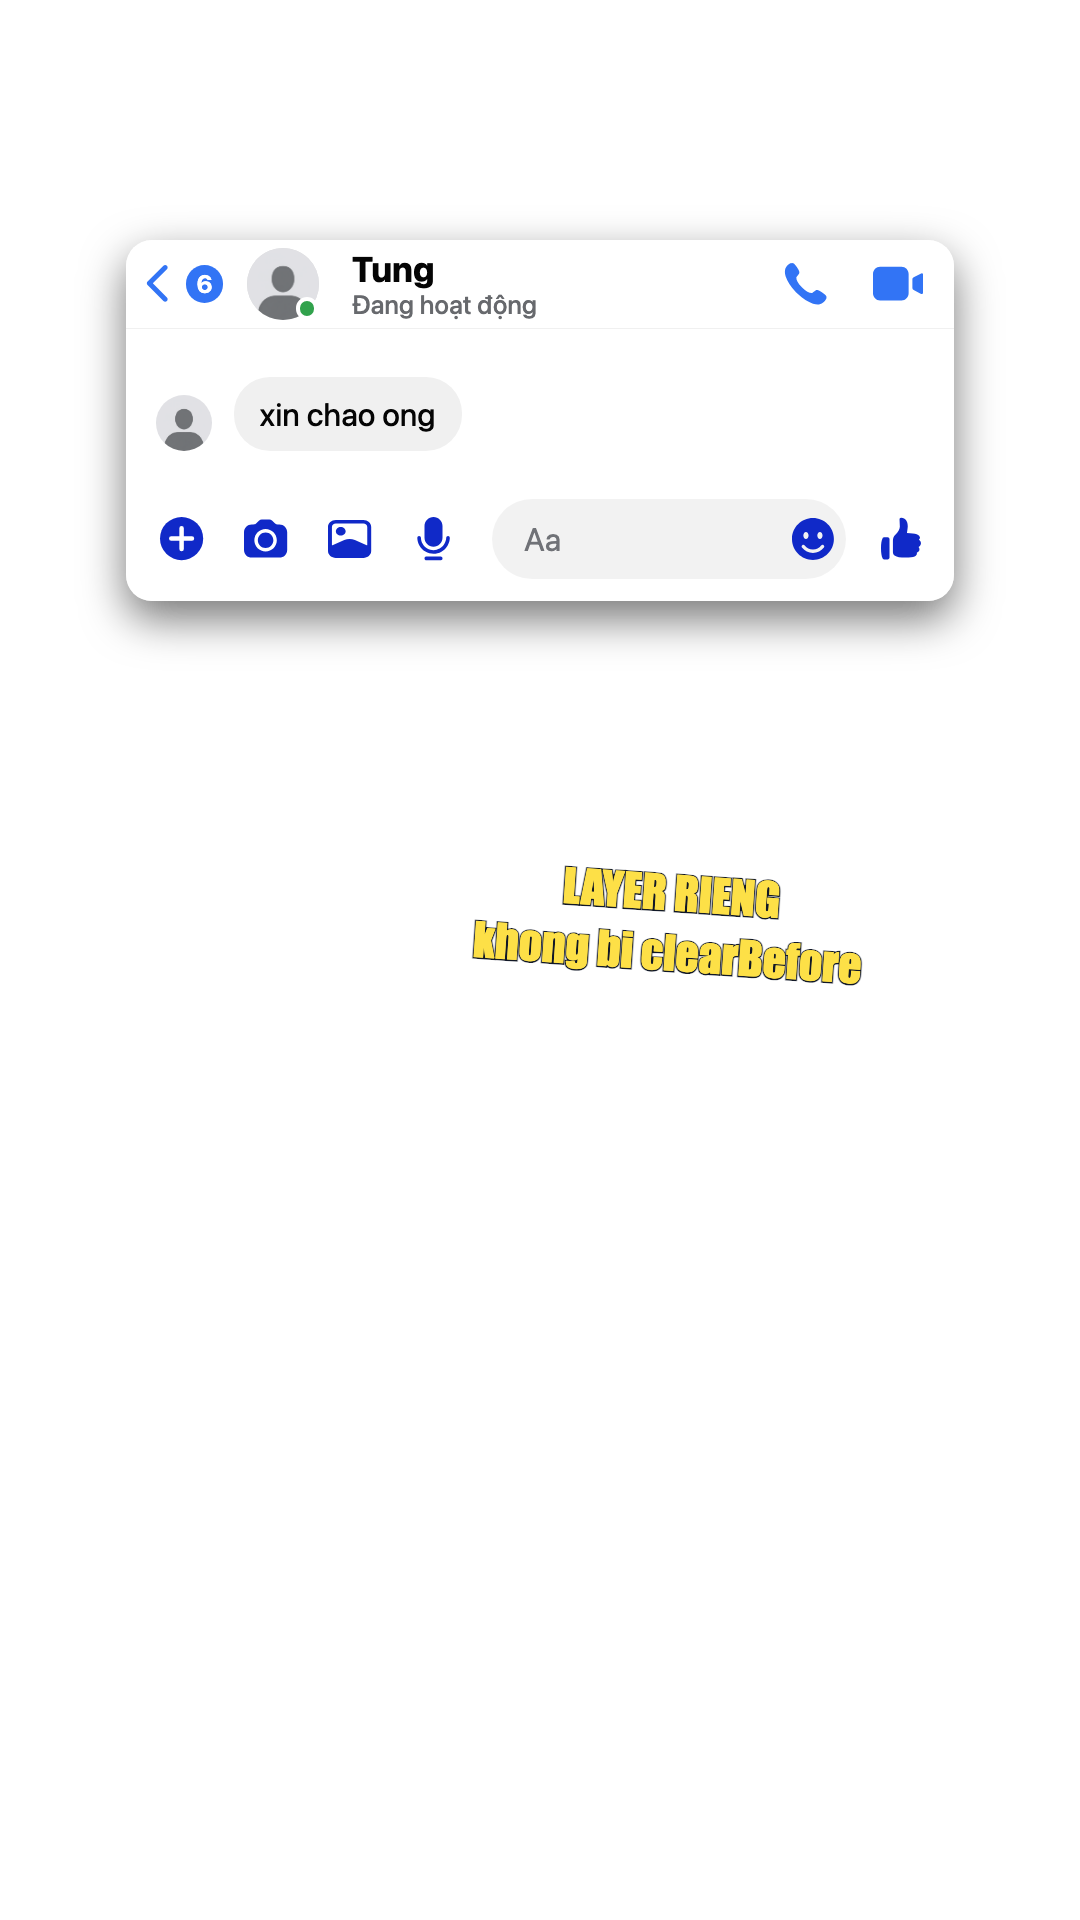 6
Tung
Đang hoạt động
xin chao ong
Aa
LAYER RIENG
khong bi clearBefore